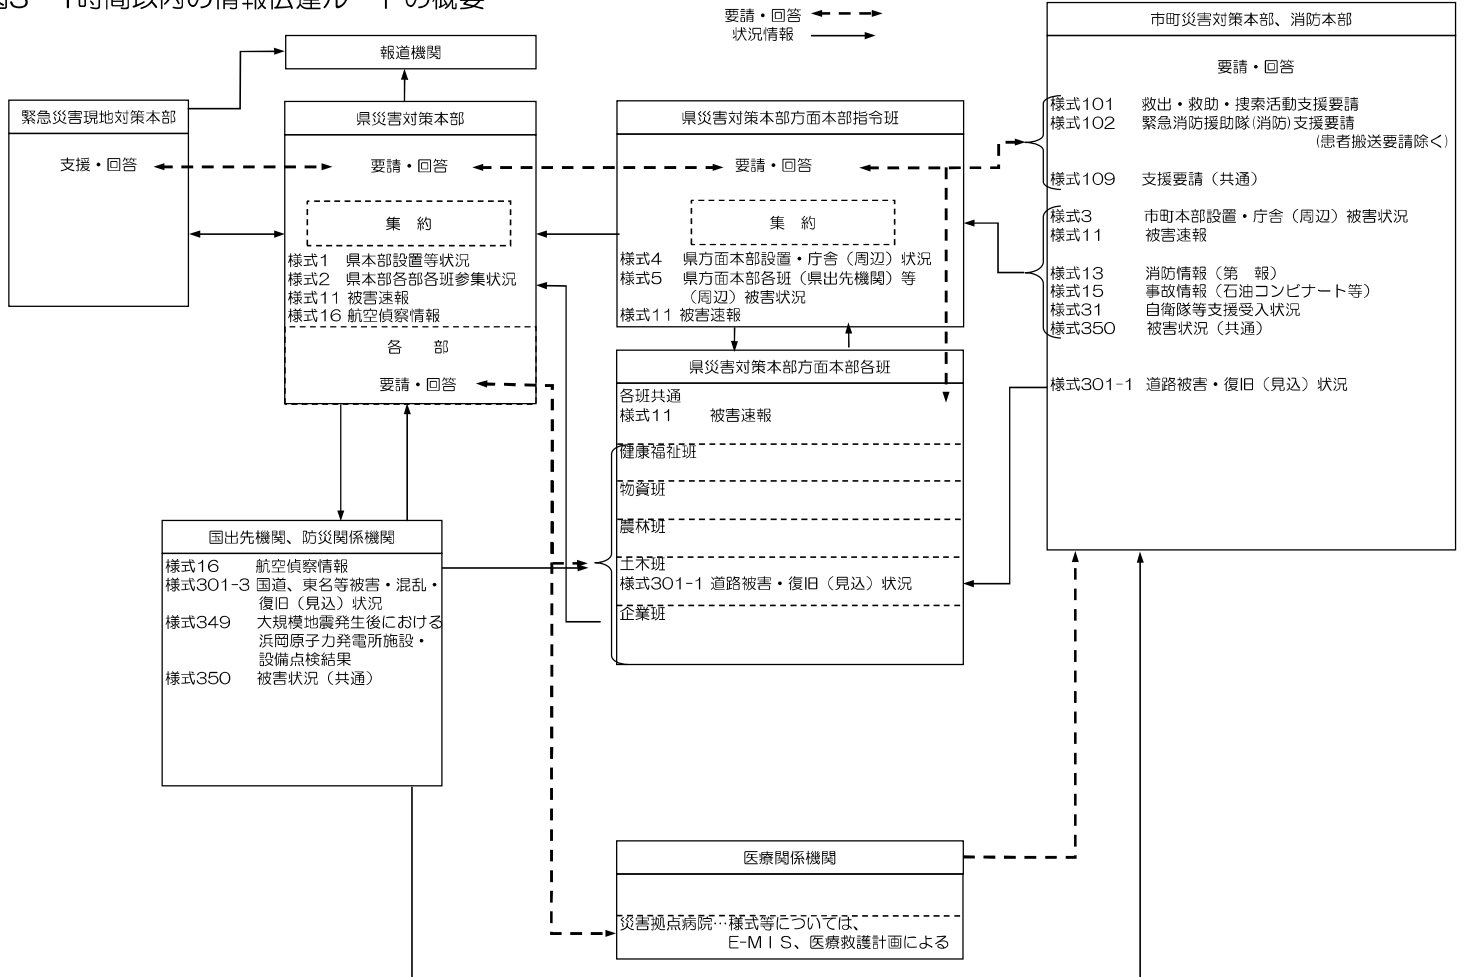 1時間以内の情報伝達ルートの概要
要請・回答
状況情報
報道機関
緊急災害現地対策本部
支援・回答
県災害対策本部
要請・回答
集　約
様式1　県本部設置等状況
様式2　県本部各部各班参集状況
様式11 被害速報
様式16 航空偵察情報
各　　部
要請・回答
県災害対策本部方面本部指令班
要請・回答
集　約
様式4　県方面本部設置・庁舎（周辺）状況
様式5　県方面本部各班（県出先機関）等
（周辺）被害状況
様式11 被害速報
県災害対策本部方面本部各班
各班共通
様式11　　被害速報
健康福祉班
物資班
農林班
土木班
様式301-1 道路被害・復旧（見込）状況
企業班
市町災害対策本部、消防本部
要請・回答
様式101　救出・救助・捜索活動支援要請
様式102　緊急消防援助隊(消防)支援要請
(患者搬送要請除く)
様式109　支援要請（共通）
様式3　　市町本部設置・庁舎（周辺）被害状況
様式11　　被害速報
様式13　　消防情報（第　報）
様式15　　事故情報（石油コンビナート等）
様式31　　自衛隊等支援受入状況
様式350　被害状況（共通）
様式301-1 道路被害・復旧（見込）状況
国出先機関、防災関係機関
様式16　　航空偵察情報
様式301-3 国道、東名等被害・混乱・
復旧（見込）状況
様式349　大規模地震発生後における
浜岡原子力発電所施設・
設備点検結果
様式350　被害状況（共通）
医療関係機関
災害拠点病院…様式等については、
E-MIS、医療救護計画による